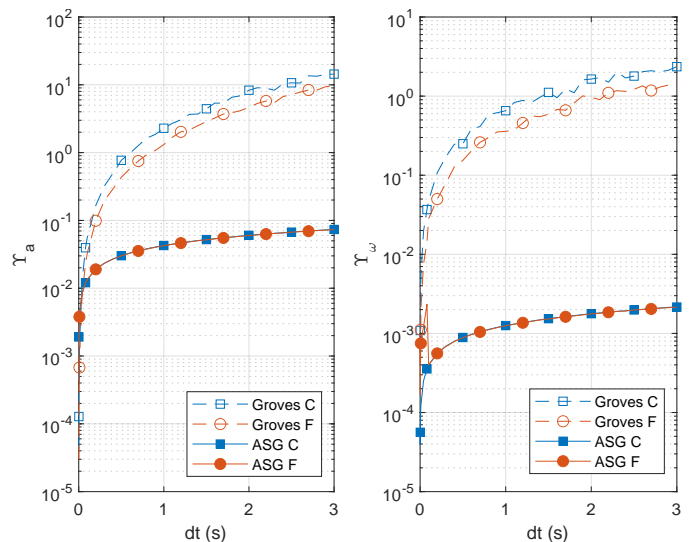 10^2
10^1
10^0
10^-1
10^-2
10^-3
10^-4
10^-5
ϒ_a
0
1
2
3
dt (s)
Groves C
Groves F
ASG C
ASG F
10^1
10^0
10^-1
10^-2
10^-3
10^-4
10^-5
ϒ_ω
0
1
2
3
dt (s)
Groves C
Groves F
ASG C
ASG F